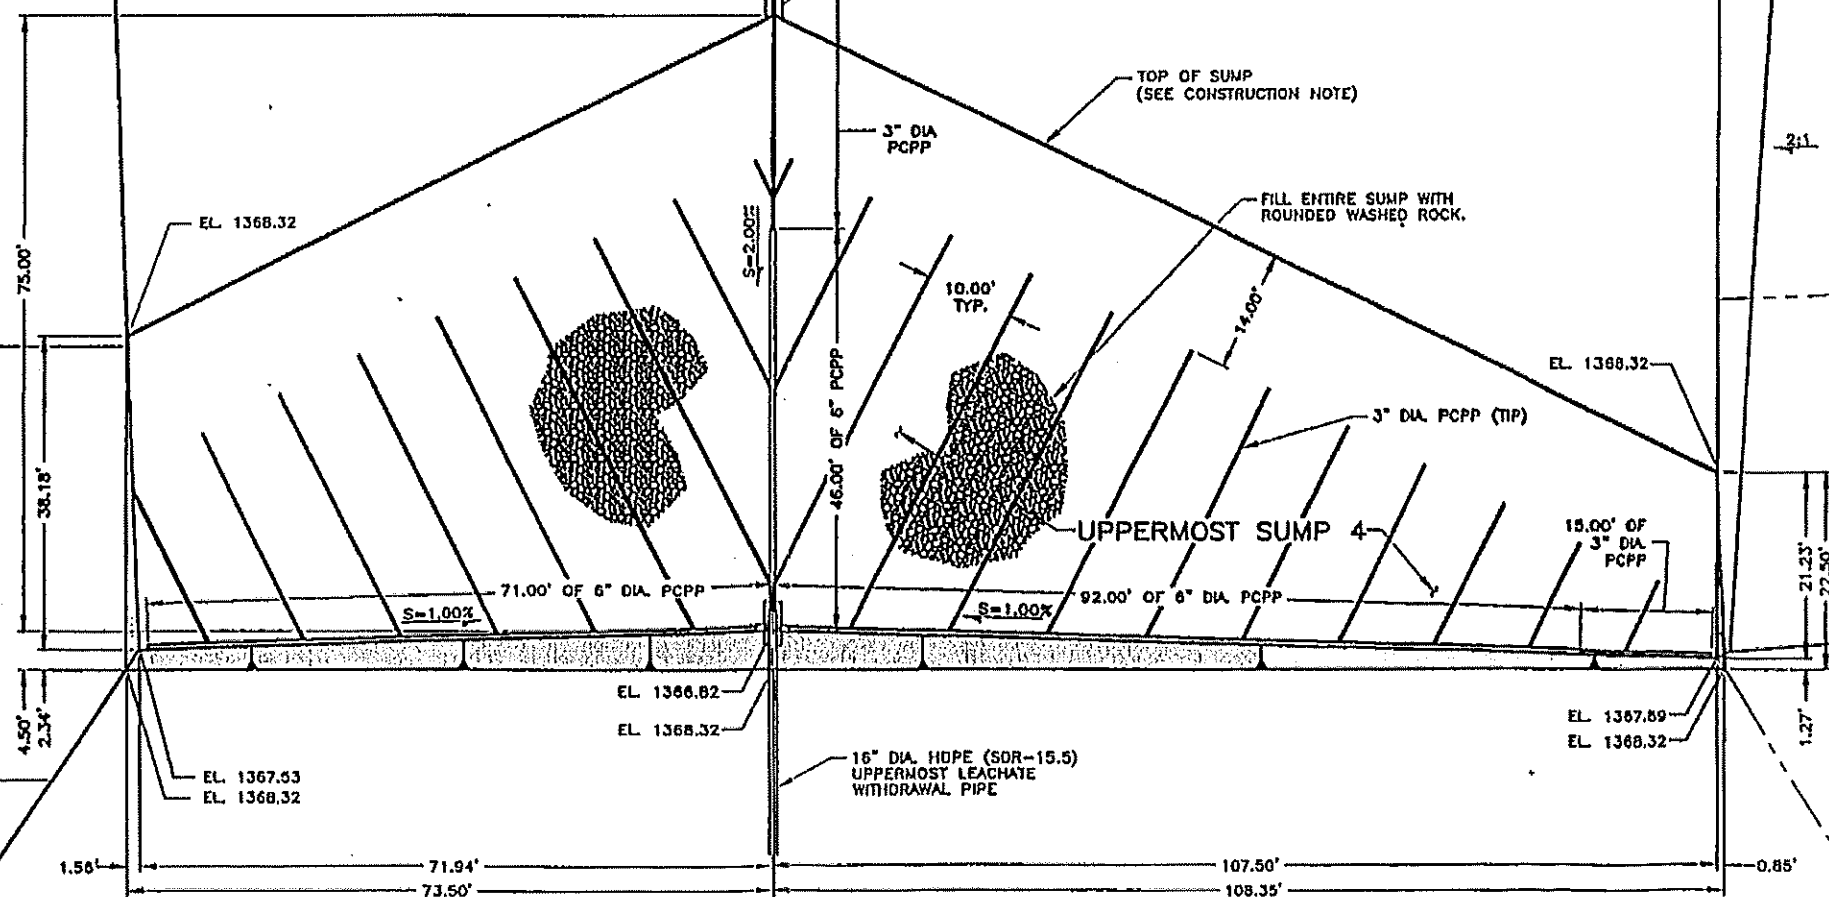 TOP OF SUMP
(SEE CONSTRUCTION NOTE)
2:1
3" DIA
PCPP
FILL ENTIRE SUMP WITH
ROUNDED WASHED ROCK.
EL. 1368.32
75.00'
S=2.00%
10.00'
TYP.
14.00'
EL. 1368.32
46.00' OF 6" PCPP
3" DIA. PCPP (TIP)
38.18'
UPPERMOST SUMP 4
15.00' OF
3" DIA.
PCPP
21.23'
22.50'
71.00' OF 6" DIA. PCPP
92.00' OF 6" DIA. PCPP
S=1.00%
S=1.00%
4.50'
2.34'
EL. 1366.82
EL. 1368.32
EL. 1367.89
EL. 1368.32
1.27'
EL. 1367.53
EL. 1368.32
16" DIA. HDPE (SDR-15.5)
UPPERMOST LEACHATE
WITHDRAWAL PIPE
1.56'
71.94'
107.50'
0.85'
73.50'
108.35'